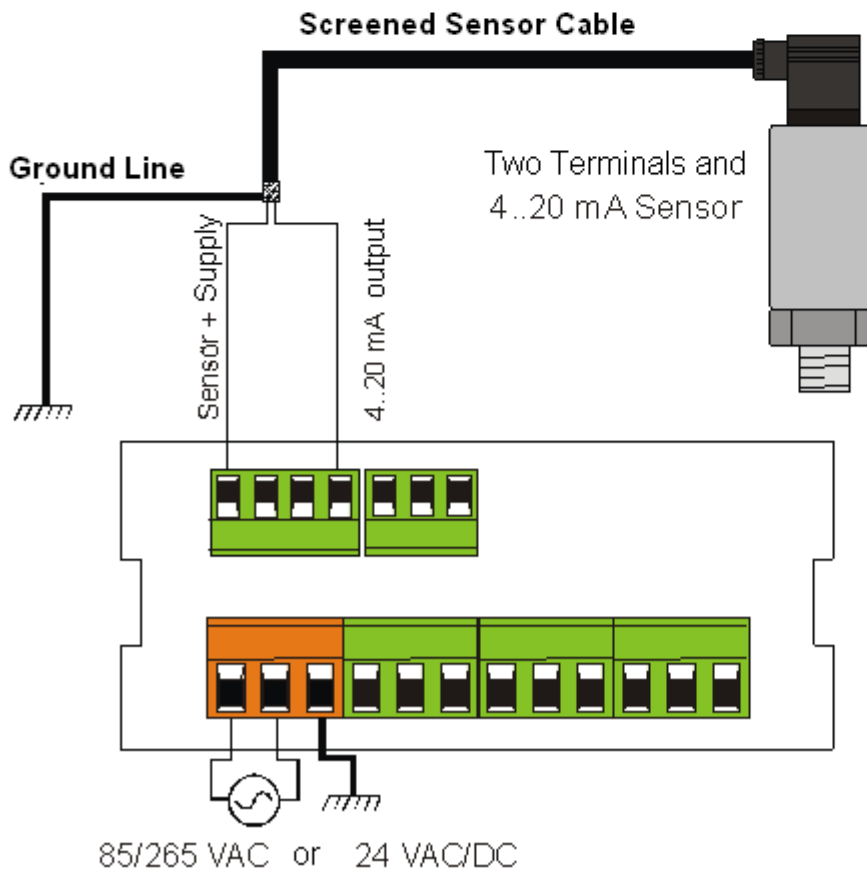 Screened Sensor Cable
Ground Line
Two Terminals and
4..20 mA Sensor
Sensor + Supply
4..20 mA output
85/265 VAC or 24 VAC/DC